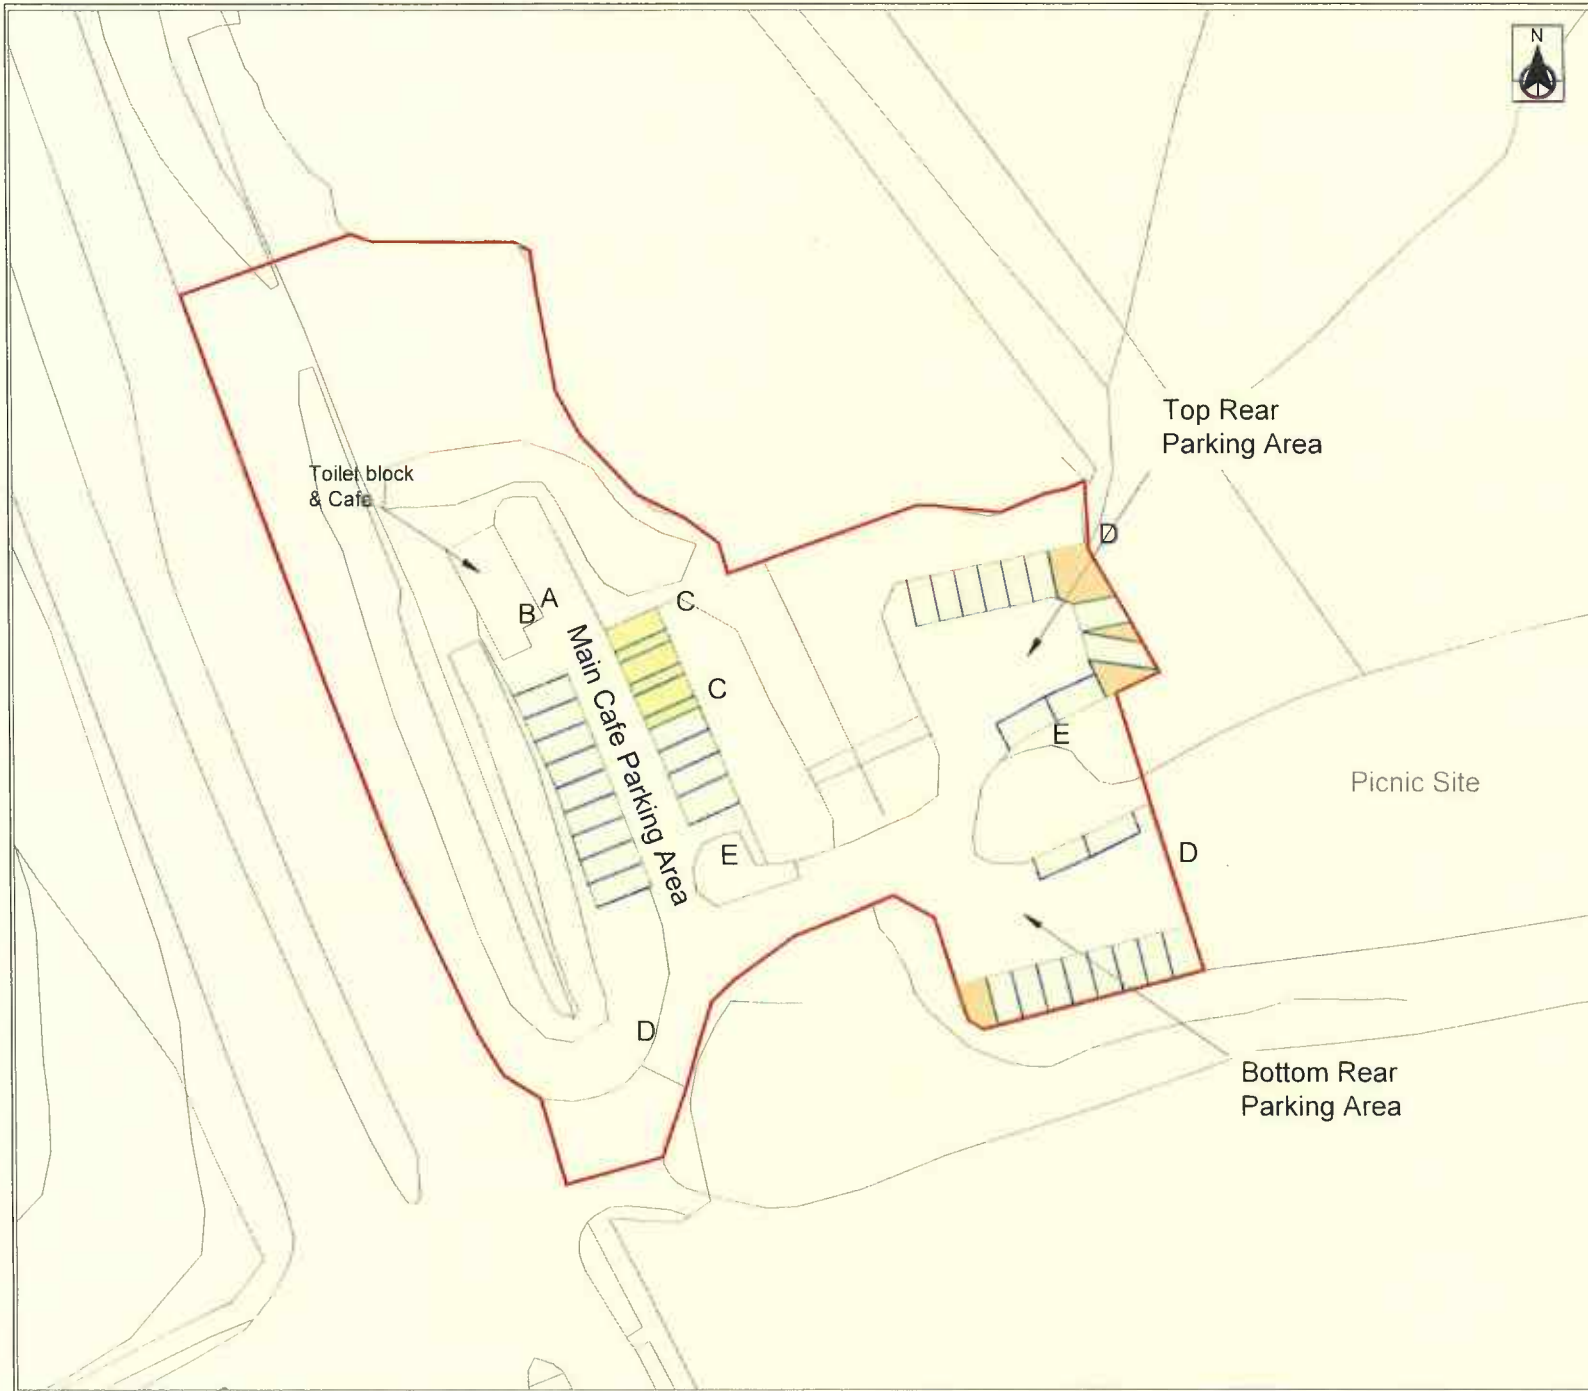 N
Top Rear
Parking Area
Toilet block
& Cafe
D
A
B
C
Main Cafe Parking Area
C
E
Picnic Site
E
D
D
Bottom Rear
Parking Area